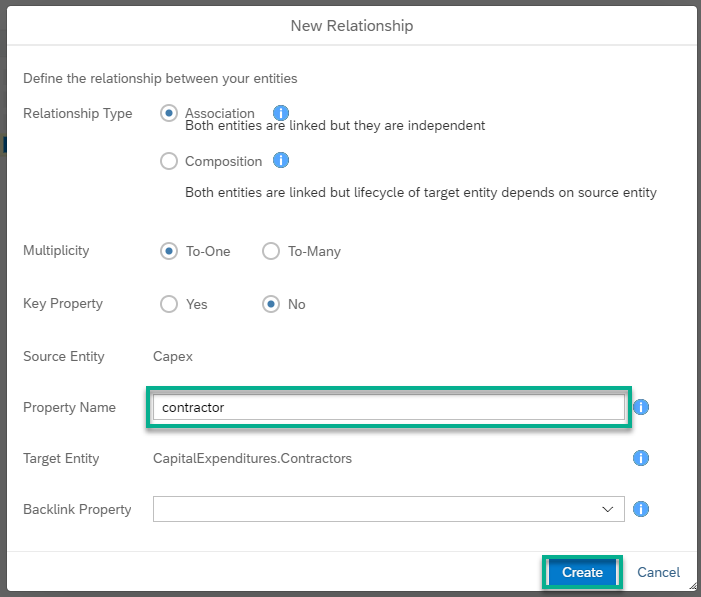 New Relationship
Define the relationship between your entities
Relationship Type
Association
Both entities are linked but they are independent
Composition
Both entities are linked but lifecycle of target entity depends on source entity
Multiplicity
To-One
To-Many
Key Property
Yes
No
Source Entity
Capex
Property Name
contractor
Target Entity
CapitalExpenditures.Contractors
Backlink Property
Create
Cancel